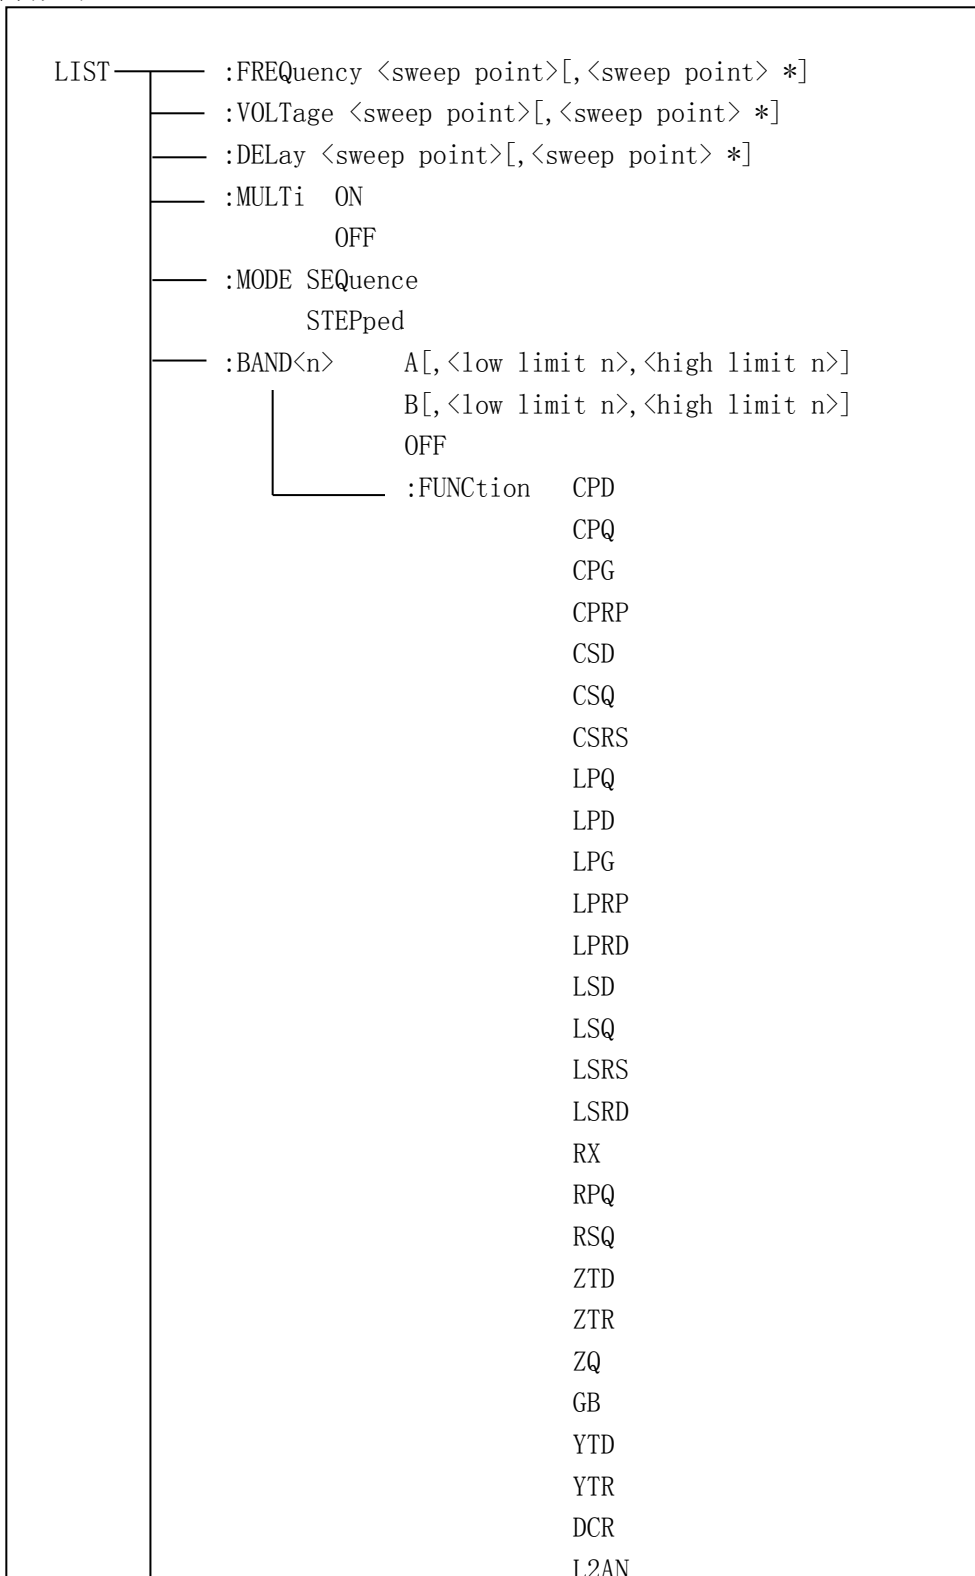 LIST :FREQuency <sweep point>[,<sweep point> *]
:VOLTage <sweep point>[,<sweep point> *]
:DELay <sweep point>[,<sweep point> *]
:MULTi ON
OFF
:MODE SEQuence
STEPped
:BAND<n> A[,<low limit n>,<high limit n>]
B[,<low limit n>,<high limit n>]
OFF
:FUNCtion CPD
CPQ
CPG
CPRP
CSD
CSQ
CSRS
LPQ
LPD
LPG
LPRP
LPRD
LSD
LSQ
LSRS
LSRD
RX
RPQ
RSQ
ZTD
ZTR
ZQ
GB
YTD
YTR
DCR
L2AN